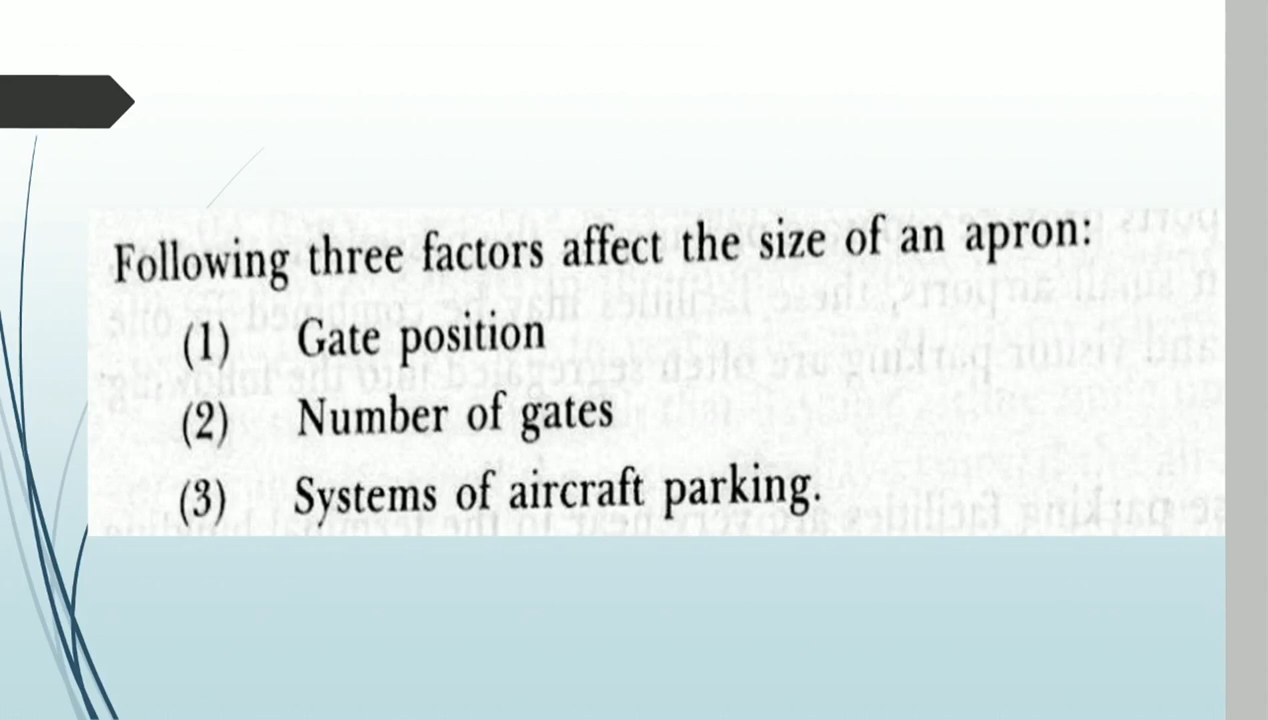 Following three factors affect the size of an apron:
(1) Gate position
(2) Number of gates
(3) Systems of aircraft parking.